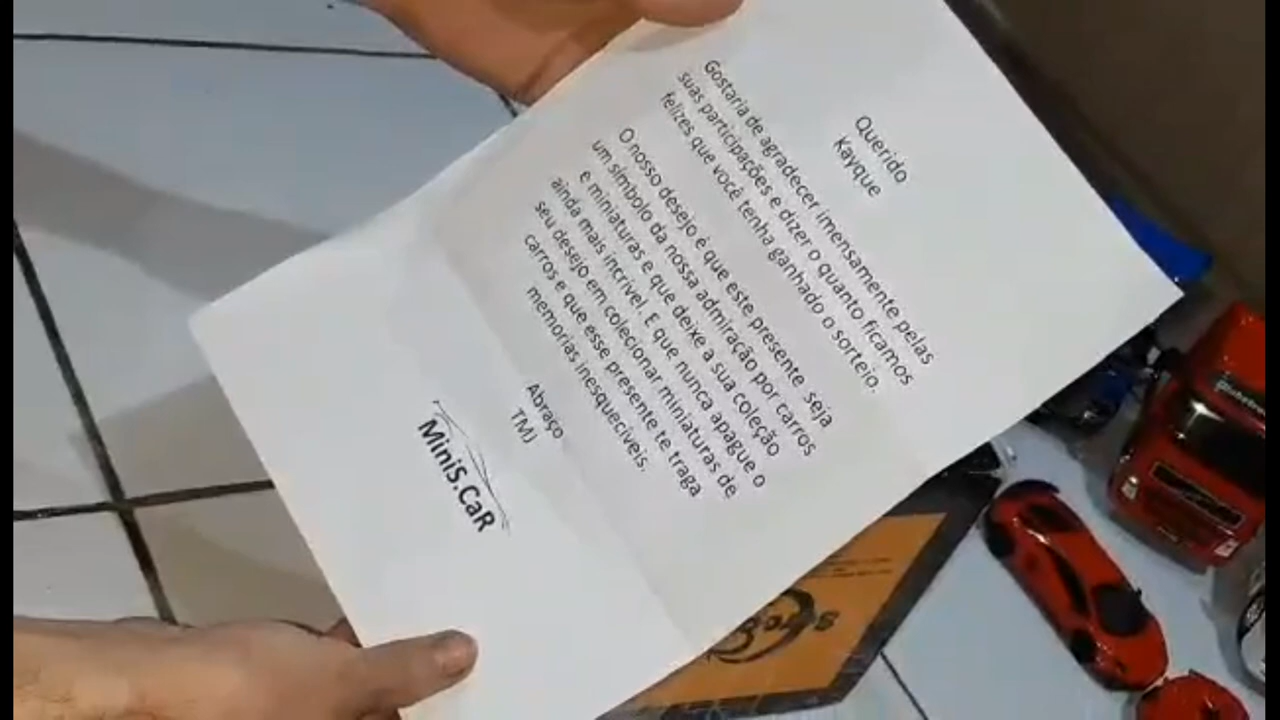 Querido
Kayque
Gostaria de agradecer imensamente pelas
suas participações e dizer o quanto ficamos
felizes que você tenha ganhado o sorteio.
O nosso desejo é que este presente seja
um símbolo da nossa admiração por carros
e miniaturas e que deixe a sua coleção
ainda mais incrível. E que nunca apague o
seu desejo em colecionar miniaturas de
carros e que esse presente te traga
memorias inesquecíveis.
Abraço
TMJ
MiniS.CaR